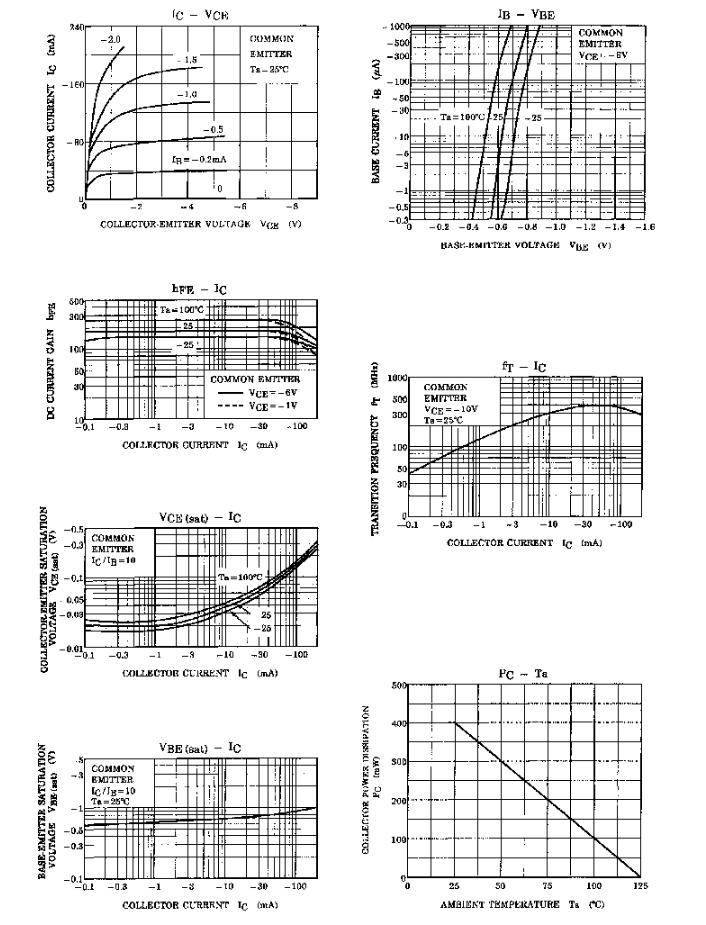 IC - VCE
240
-160
-80
0
COLLECTOR CURRENT IC (mA)
-2.0
-1.5
-1.0
-0.5
IB=-0.2mA
0
COMMON
EMITTER
Ta=25°C
0 -2 -4 -6 -8
COLLECTOR-EMITTER VOLTAGE VCE (V)
IB - VBE
-1000
-500
-300
-100
-50
-30
-10
-5
-3
-1
-0.5
-0.3
BASE CURRENT IB (μA)
COMMON
EMITTER
VCE=-6V
Ta=100°C 25 -25
0 -0.2 -0.4 -0.6 -0.8 -1.0 -1.2 -1.4 -1.6
BASE-EMITTER VOLTAGE VBE (V)
hFE - IC
500
300
100
50
30
10
DC CURRENT GAIN hFE
Ta=100°C
25
-25
COMMON EMITTER
VCE=-6V
VCE=-1V
-0.1 -0.3 -1 -3 -10 -30 -100
COLLECTOR CURRENT IC (mA)
fT - IC
1000
500
300
100
50
30
0
TRANSITION FREQUENCY fT (MHz)
COMMON
EMITTER
VCE=-10V
Ta=25°C
-0.1 -0.3 -1 -3 -10 -30 -100
COLLECTOR CURRENT IC (mA)
VCE(sat) - IC
-0.5
-0.3
-0.1
-0.05
-0.03
-0.01
COLLECTOR-EMITTER SATURATION
VOLTAGE VCE(sat) (V)
COMMON
EMITTER
IC/IB=10
Ta=100°C
25
-25
-0.1 -0.3 -1 -3 -10 -30 -100
COLLECTOR CURRENT IC (mA)
VBE(sat) - IC
-5
-3
-1
-0.5
-0.3
-0.1
BASE-EMITTER SATURATION
VOLTAGE VBE(sat) (V)
COMMON
EMITTER
IC/IB=10
Ta=25°C
-0.1 -0.3 -1 -3 -10 -30 -100
COLLECTOR CURRENT IC (mA)
PC - Ta
500
400
300
200
100
0
COLLECTOR POWER DISSIPATION
PC (mW)
0 25 50 75 100 125
AMBIENT TEMPERATURE Ta (°C)